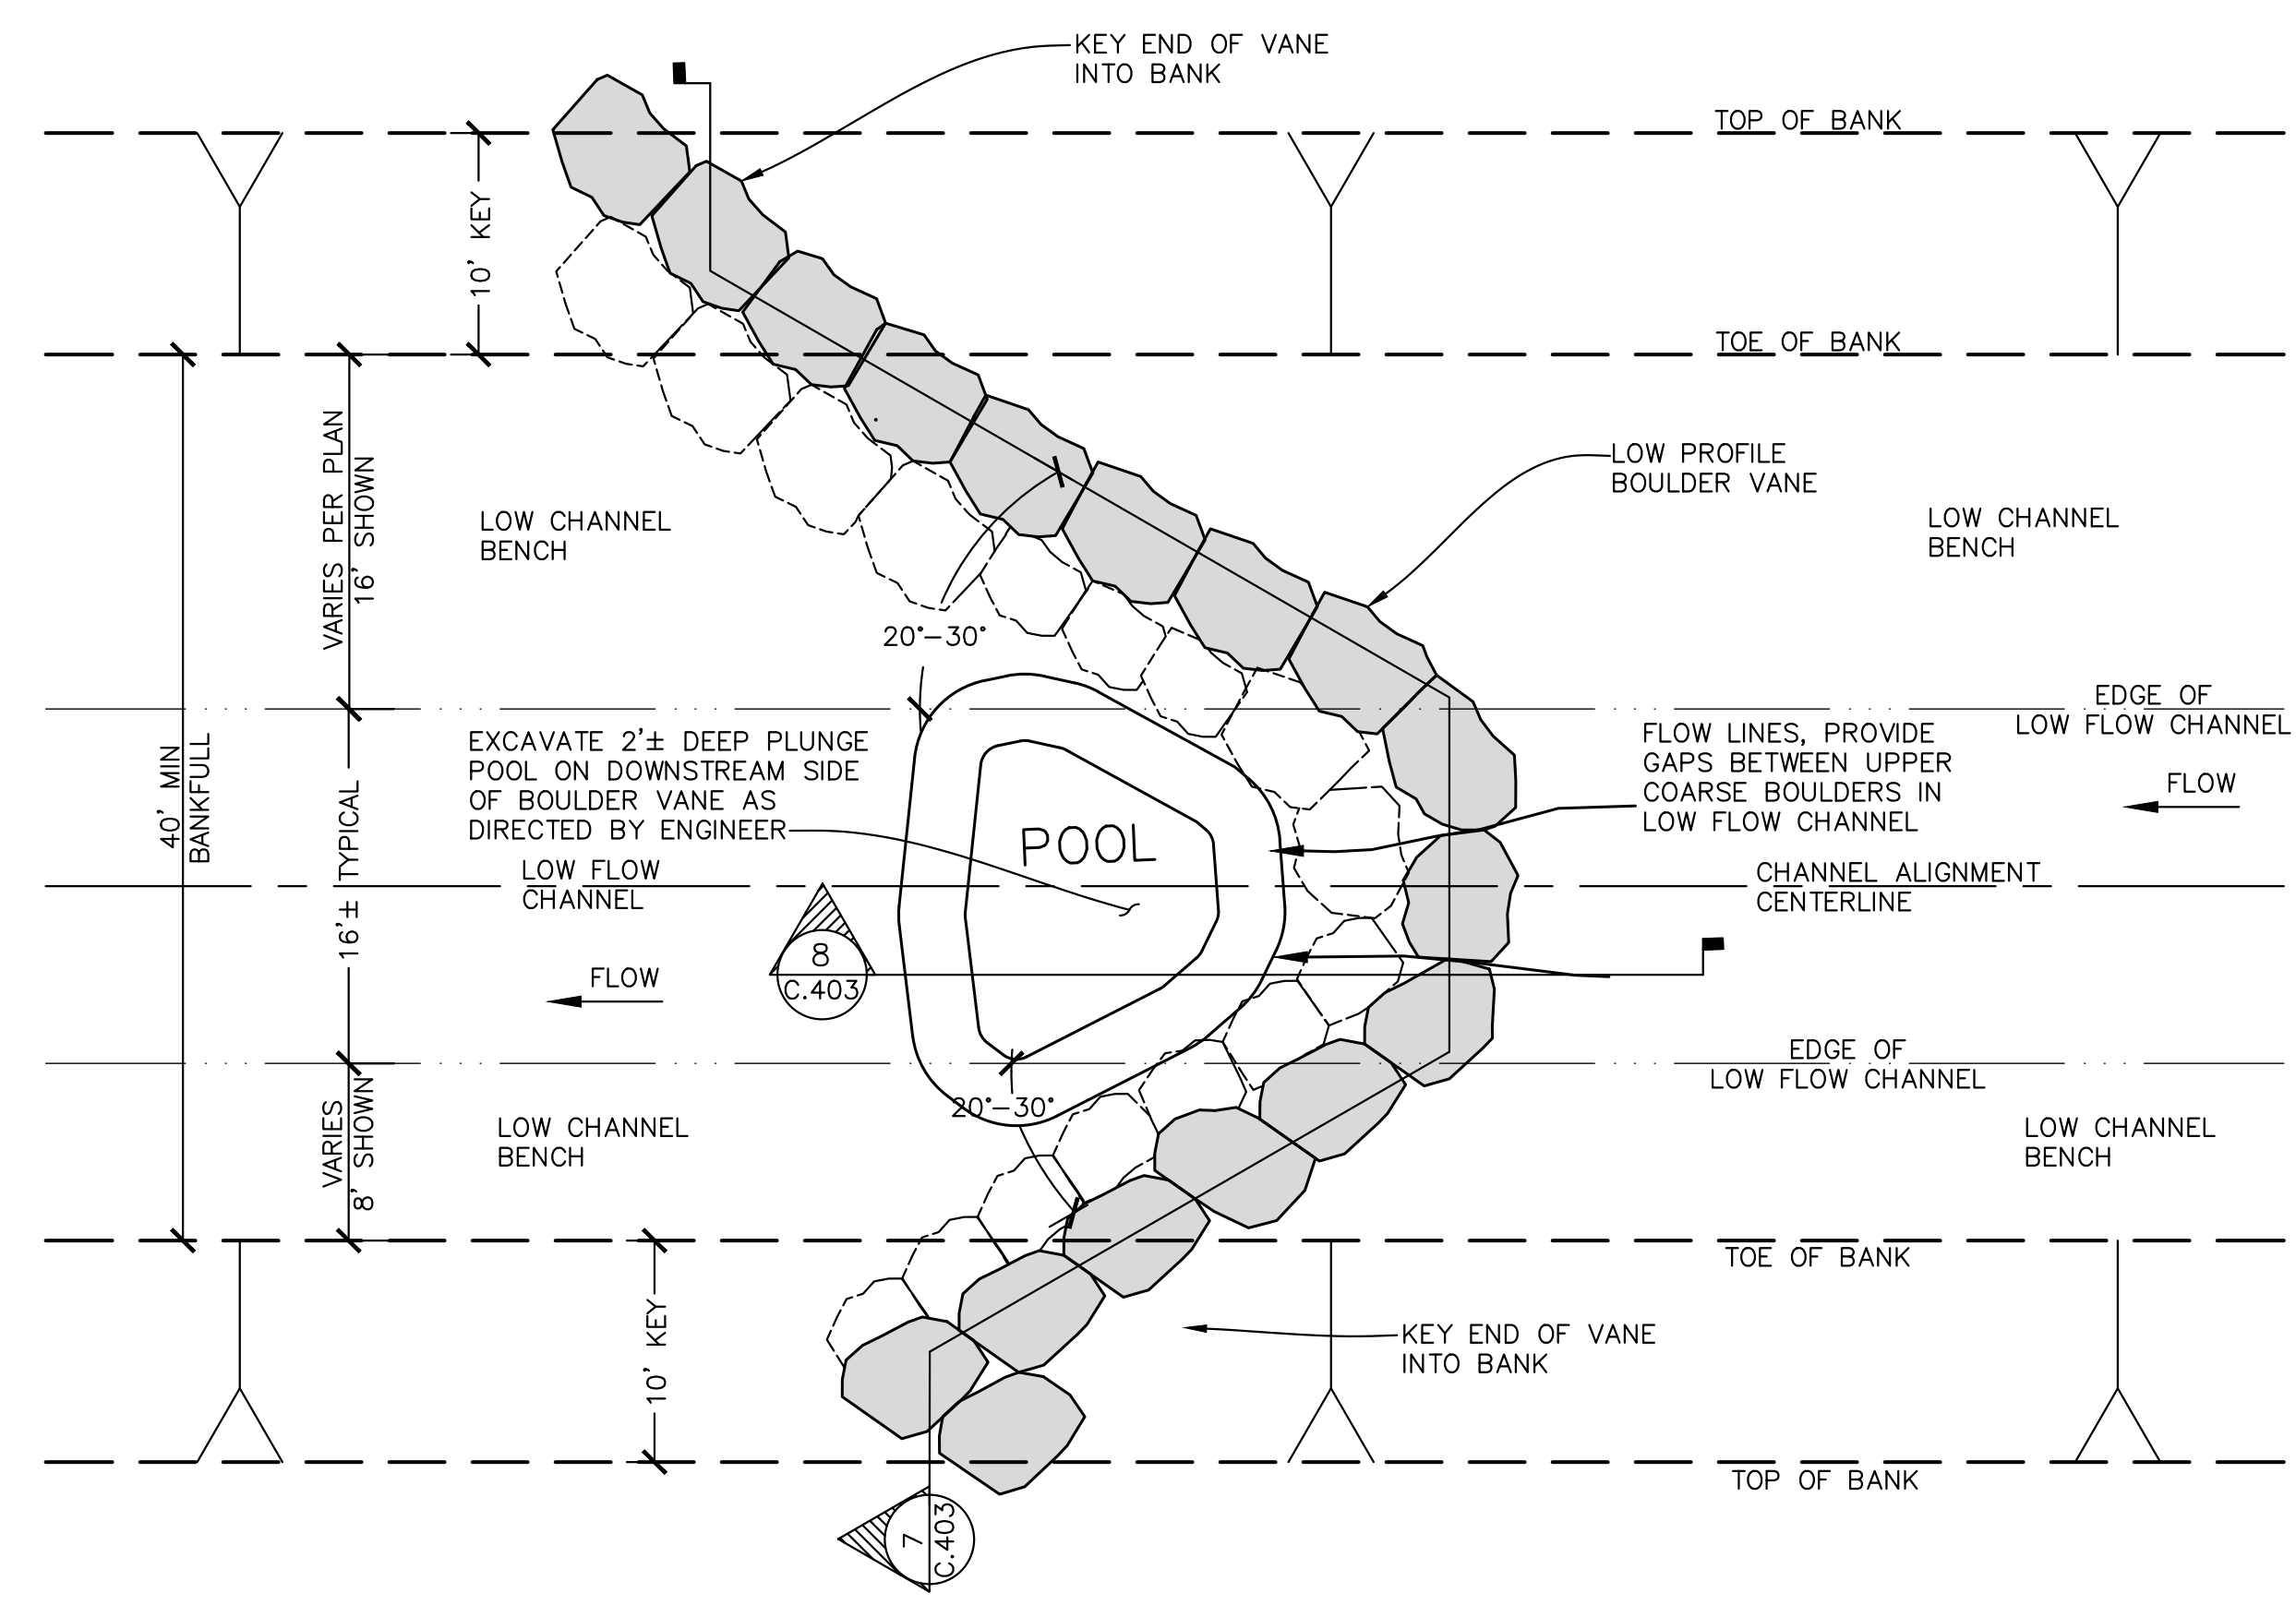 KEY END OF VANE
INTO BANK
TOP OF BANK
10' KEY
TOE OF BANK
VARIES PER PLAN
16' SHOWN
LOW PROFILE
BOULDER VANE
LOW CHANNEL
BENCH
LOW CHANNEL
BENCH
20°-30°
EDGE OF
LOW FLOW CHANNEL
EXCAVATE 2'± DEEP PLUNGE
POOL ON DOWNSTREAM SIDE
OF BOULDER VANE AS
DIRECTED BY ENGINEER
FLOW LINES, PROVIDE
GAPS BETWEEN UPPER
COARSE BOULDERS IN
LOW FLOW CHANNEL
FLOW
40' MIN
BANKFULL
16'± TYPICAL
POOL
LOW FLOW
CHANNEL
CHANNEL ALIGNMENT
CENTERLINE
8
C.403
FLOW
EDGE OF
LOW FLOW CHANNEL
20°-30°
VARIES
8' SHOWN
LOW CHANNEL
BENCH
LOW CHANNEL
BENCH
TOE OF BANK
10' KEY
KEY END OF VANE
INTO BANK
TOP OF BANK
7
C.403